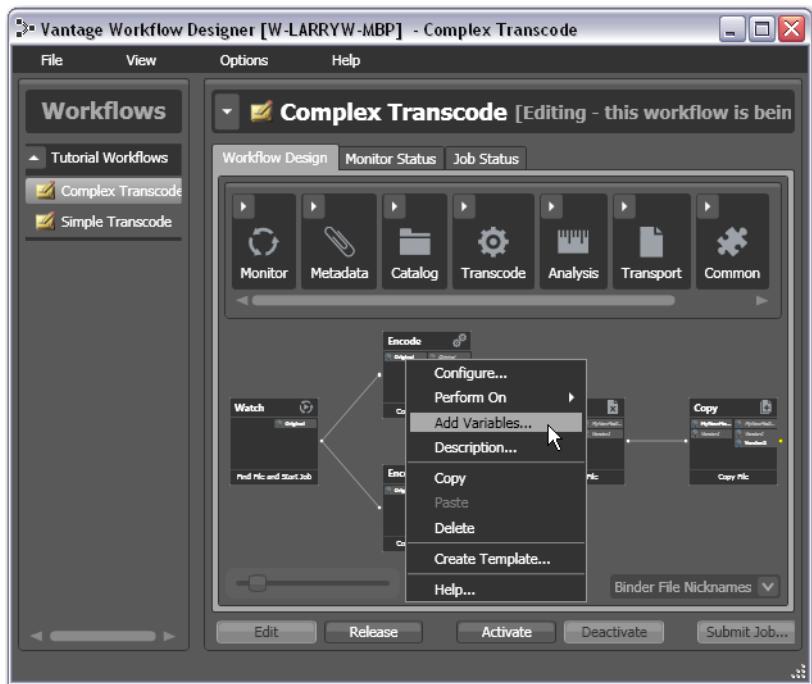 Vantage Workflow Designer [W-LARRYW-MBP] - Complex Transcode
File View Options Help
Workflows
Tutorial Workflows
Complex Transcode
Simple Transcode
Complex Transcode [Editing - this workflow is bein
Workflow Design Monitor Status Job Status
Monitor Metadata Catalog Transcode Analysis Transport Common
Encode
Original
Watch
Original
Find File and Start Job
Configure...
Perform On
Add Variables...
Description...
Copy
Paste
Delete
Create Template...
Help...
Copy
Copy File
Binder File Nicknames
Edit Release Activate Deactivate Submit Job...